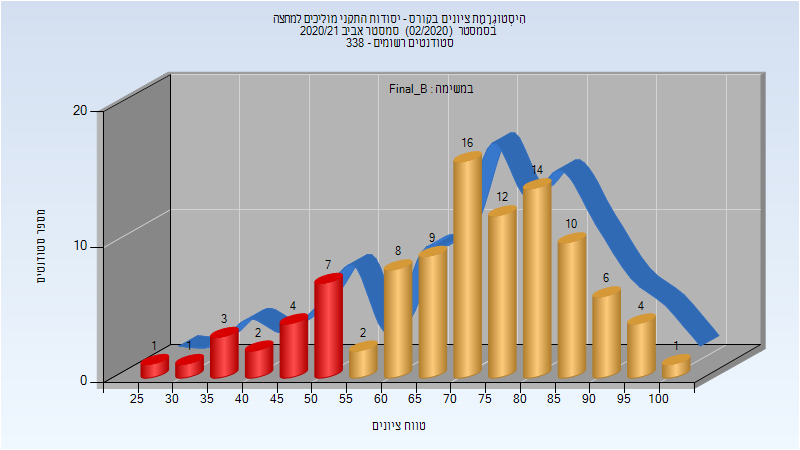 היסטוגרמת ציונים בקורס - יסודות התקני מוליכים למחצה
בסמסטר (02/2020) סמסטר אביב 2020/21
סטודנטים רשומים - 338
במשימה : Final_B
מספר סטודנטים
20
10
0
1
1
3
2
4
7
2
8
9
16
12
14
10
6
4
1
25 30 35 40 45 50 55 60 65 70 75 80 85 90 95 100
טווח ציונים